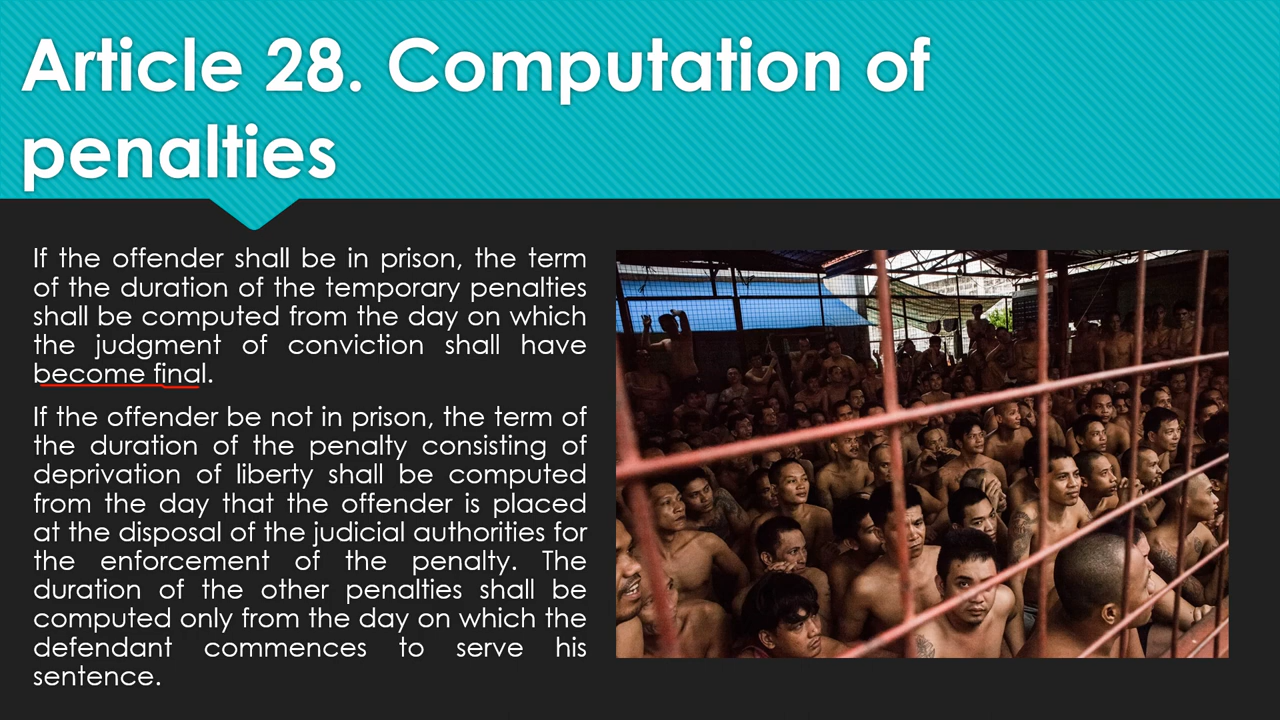 Article 28. Computation of
penalties
If the offender shall be in prison, the term
of the duration of the temporary penalties
shall be computed from the day on which
the judgment of conviction shall have
become final.
If the offender be not in prison, the term of
the duration of the penalty consisting of
deprivation of liberty shall be computed
from the day that the offender is placed
at the disposal of the judicial authorities for
the enforcement of the penalty. The
duration of the other penalties shall be
computed only from the day on which the
defendant commences to serve his
sentence.